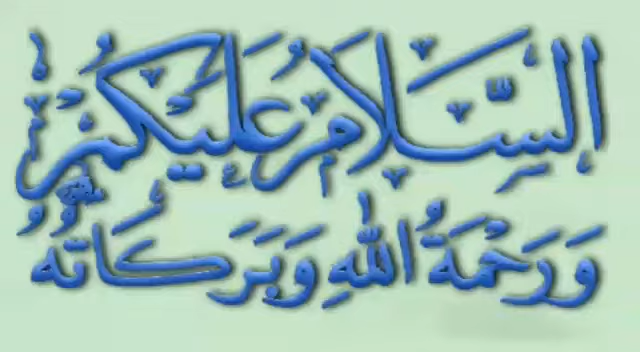 السَّلَامُ عَلَيْكُمْ
وَرَحْمَةُ اللهِ وَبَرَكَاتُهُ